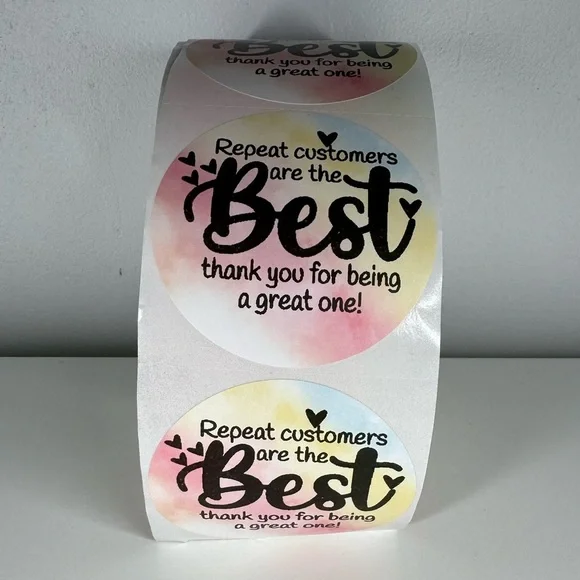 Best
thank you for being
a great one!
Repeat customers
are the
Best
thank you for being
a great one!
Repeat customers
are the
Best
thank you for being
a great one!